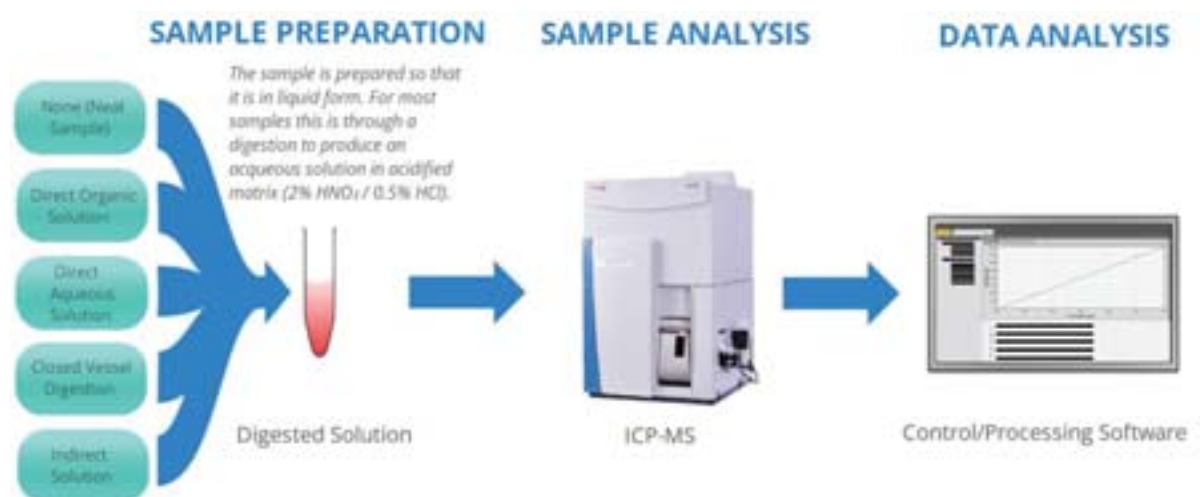 SAMPLE PREPARATION
SAMPLE ANALYSIS
DATA ANALYSIS
The sample is prepared so that
it is in liquid form. For most
samples this is through a
digestion to produce an
acqueous solution in acidified
matrix (2% HNO₃ / 0.5% HCl).
None (Neat
Sample)
Direct Organic
Solution
Direct
Aqueous
Solution
Closed Vessel
Digestion
Indirect
Solution
Digested Solution
ICP-MS
Control/Processing Software